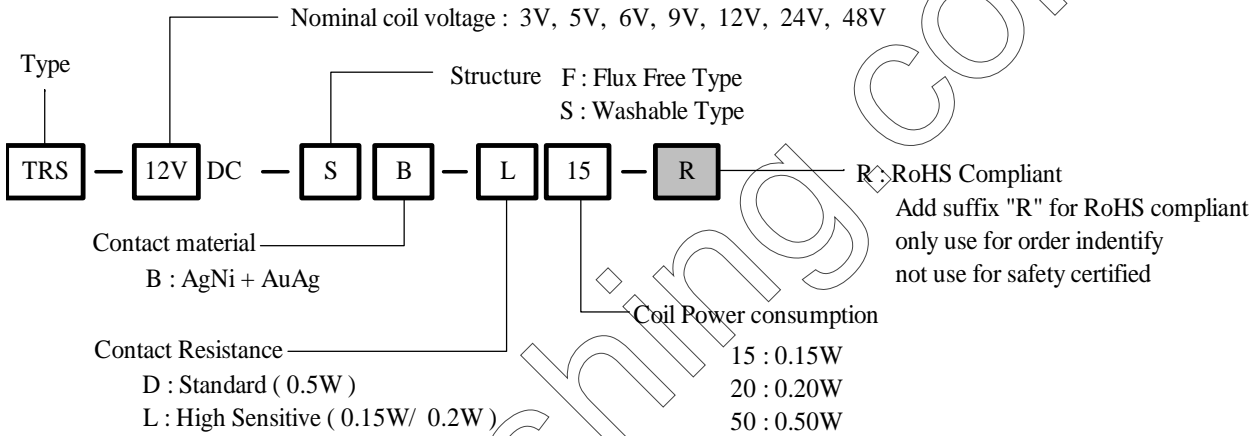 Nominal coil voltage : 3V, 5V, 6V, 9V, 12V, 24V, 48V
Type
Structure F : Flux Free Type
S : Washable Type
TRS — 12V DC — S B — L 15 — R
R : RoHS Compliant
Add suffix "R" for RoHS compliant
only use for order indentify
not use for safety certified
Contact material
B : AgNi + AuAg
Coil Power consumption
15 : 0.15W
20 : 0.20W
50 : 0.50W
Contact Resistance
D : Standard ( 0.5W )
L : High Sensitive ( 0.15W/ 0.2W )
shing.co